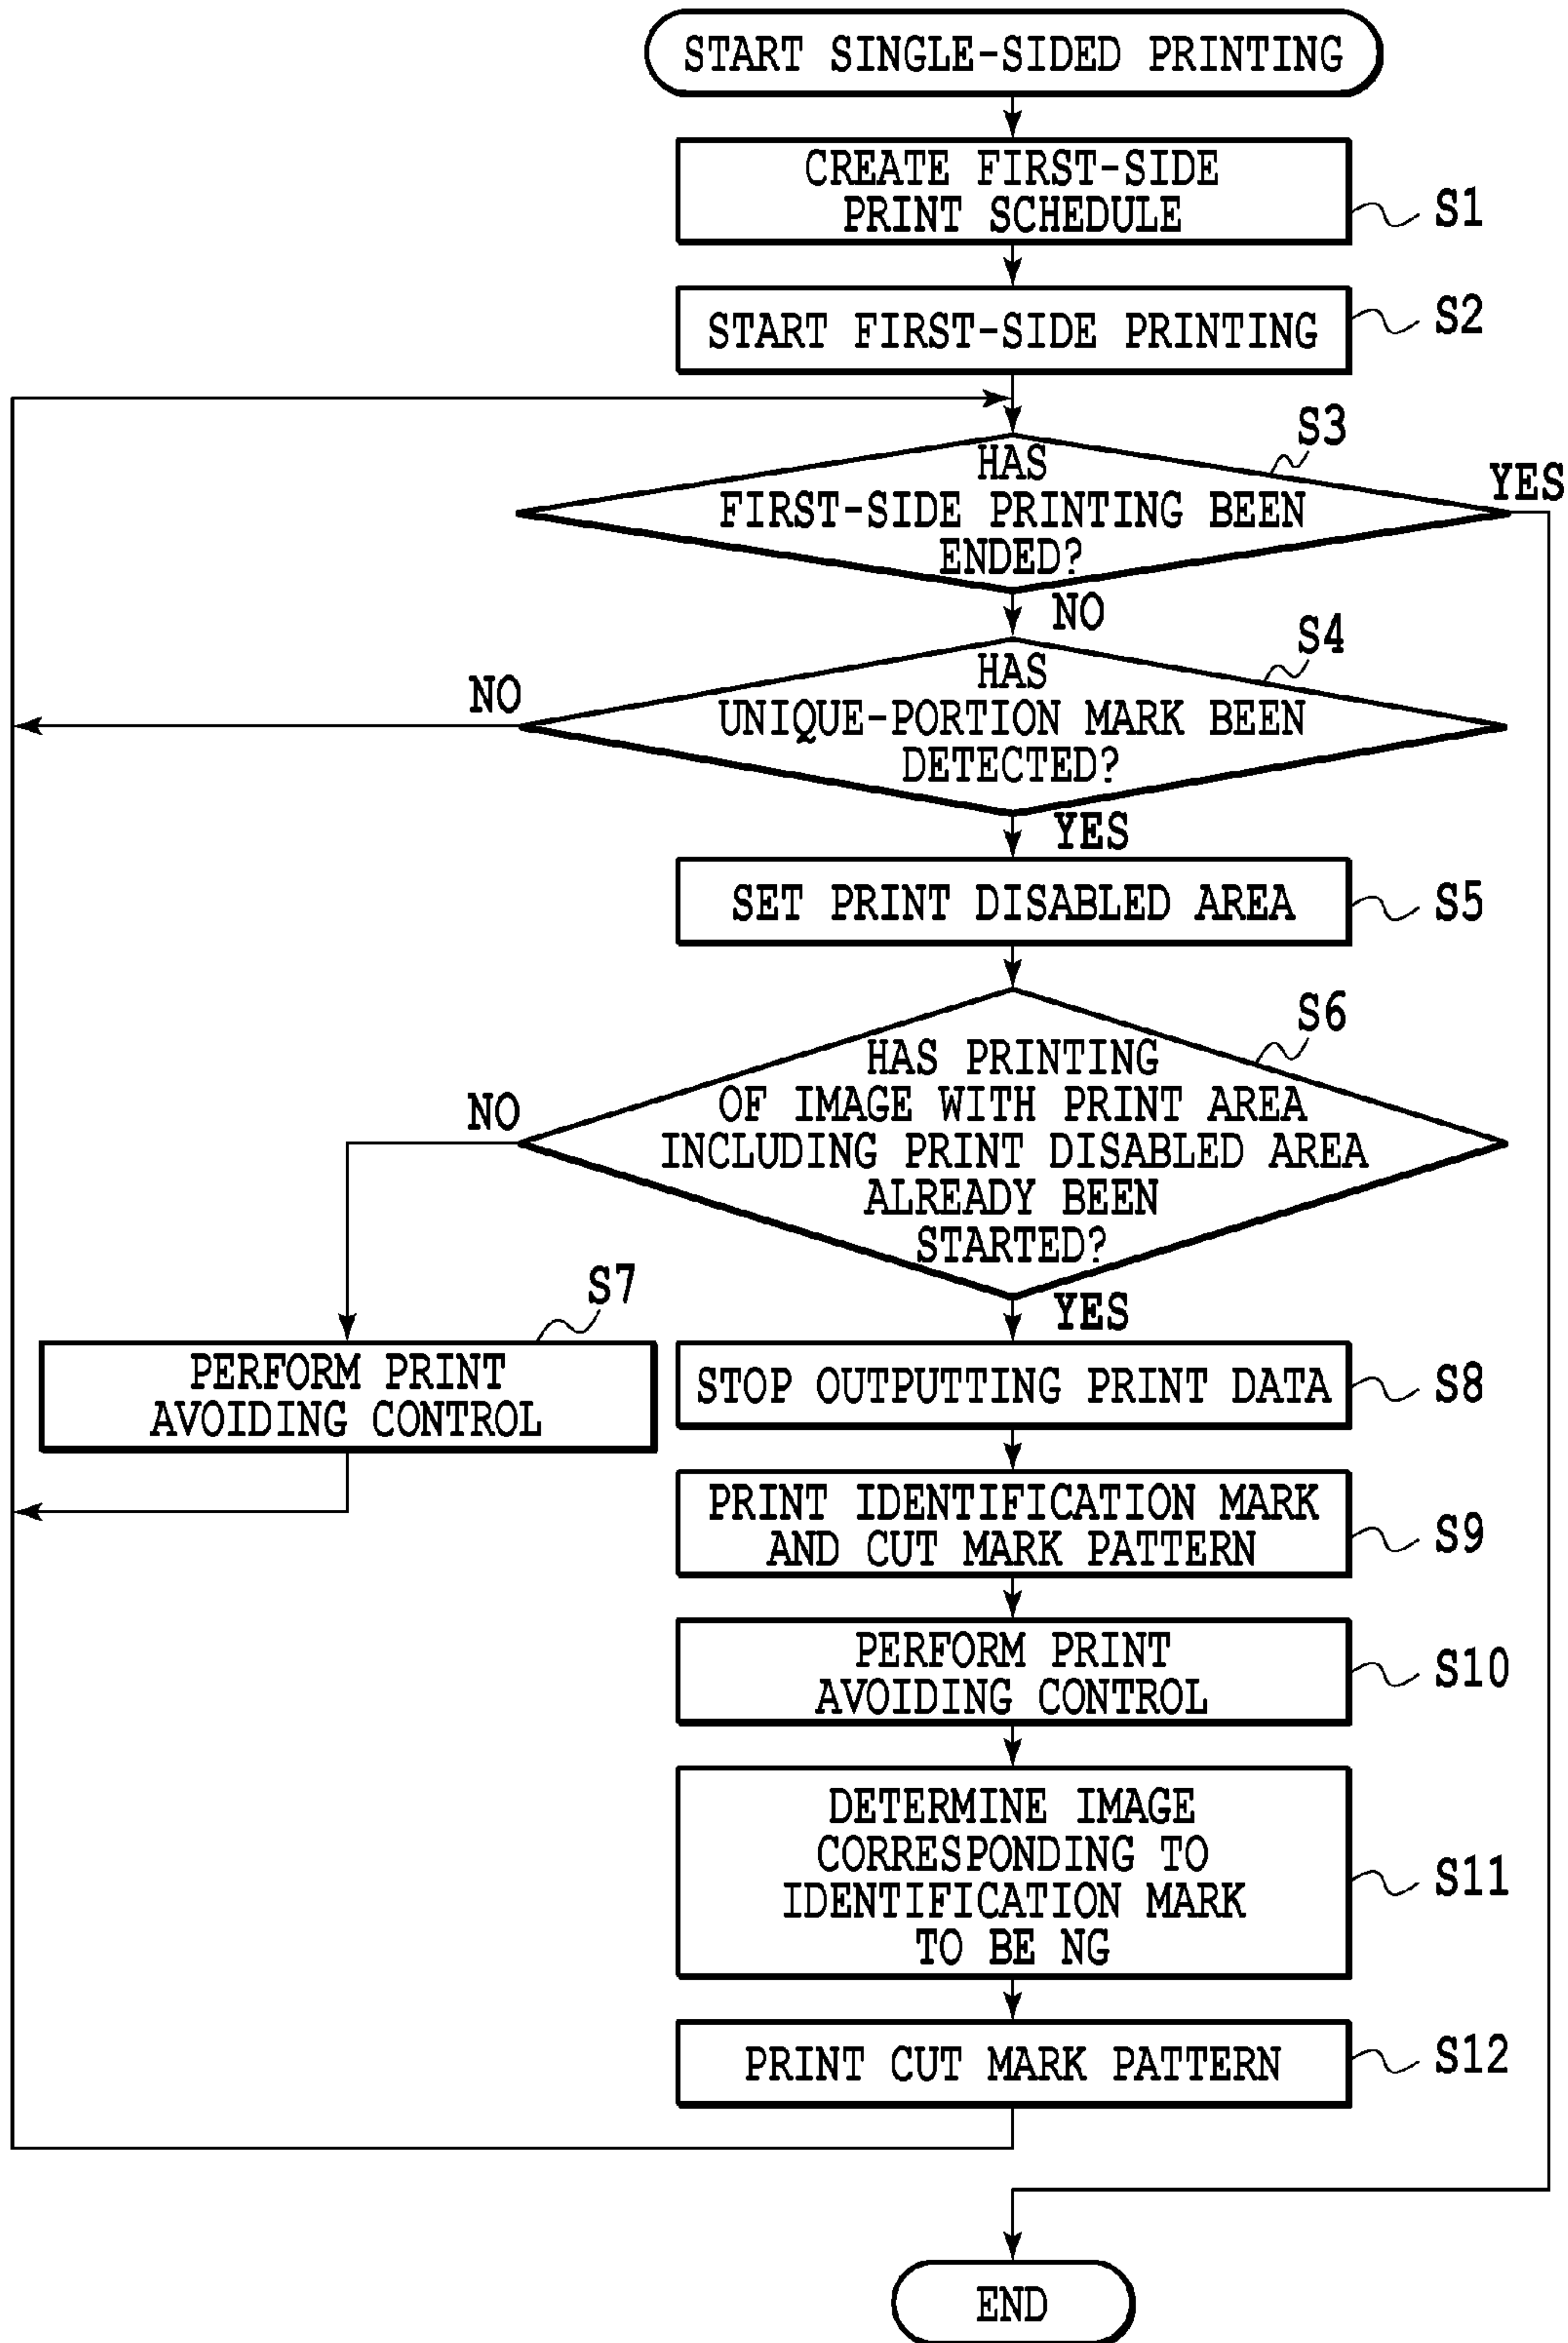 START SINGLE-SIDED PRINTING
CREATE FIRST-SIDE
PRINT SCHEDULE
S1
START FIRST-SIDE PRINTING
S2
S3
HAS
FIRST-SIDE PRINTING BEEN
ENDED?
YES
NO
S4
HAS
UNIQUE-PORTION MARK BEEN
DETECTED?
NO
YES
SET PRINT DISABLED AREA
S5
S6
HAS PRINTING
OF IMAGE WITH PRINT AREA
INCLUDING PRINT DISABLED AREA
ALREADY BEEN
STARTED?
NO
YES
S7
PERFORM PRINT
AVOIDING CONTROL
STOP OUTPUTTING PRINT DATA
S8
PRINT IDENTIFICATION MARK
AND CUT MARK PATTERN
S9
PERFORM PRINT
AVOIDING CONTROL
S10
DETERMINE IMAGE
CORRESPONDING TO
IDENTIFICATION MARK
TO BE NG
S11
PRINT CUT MARK PATTERN
S12
END